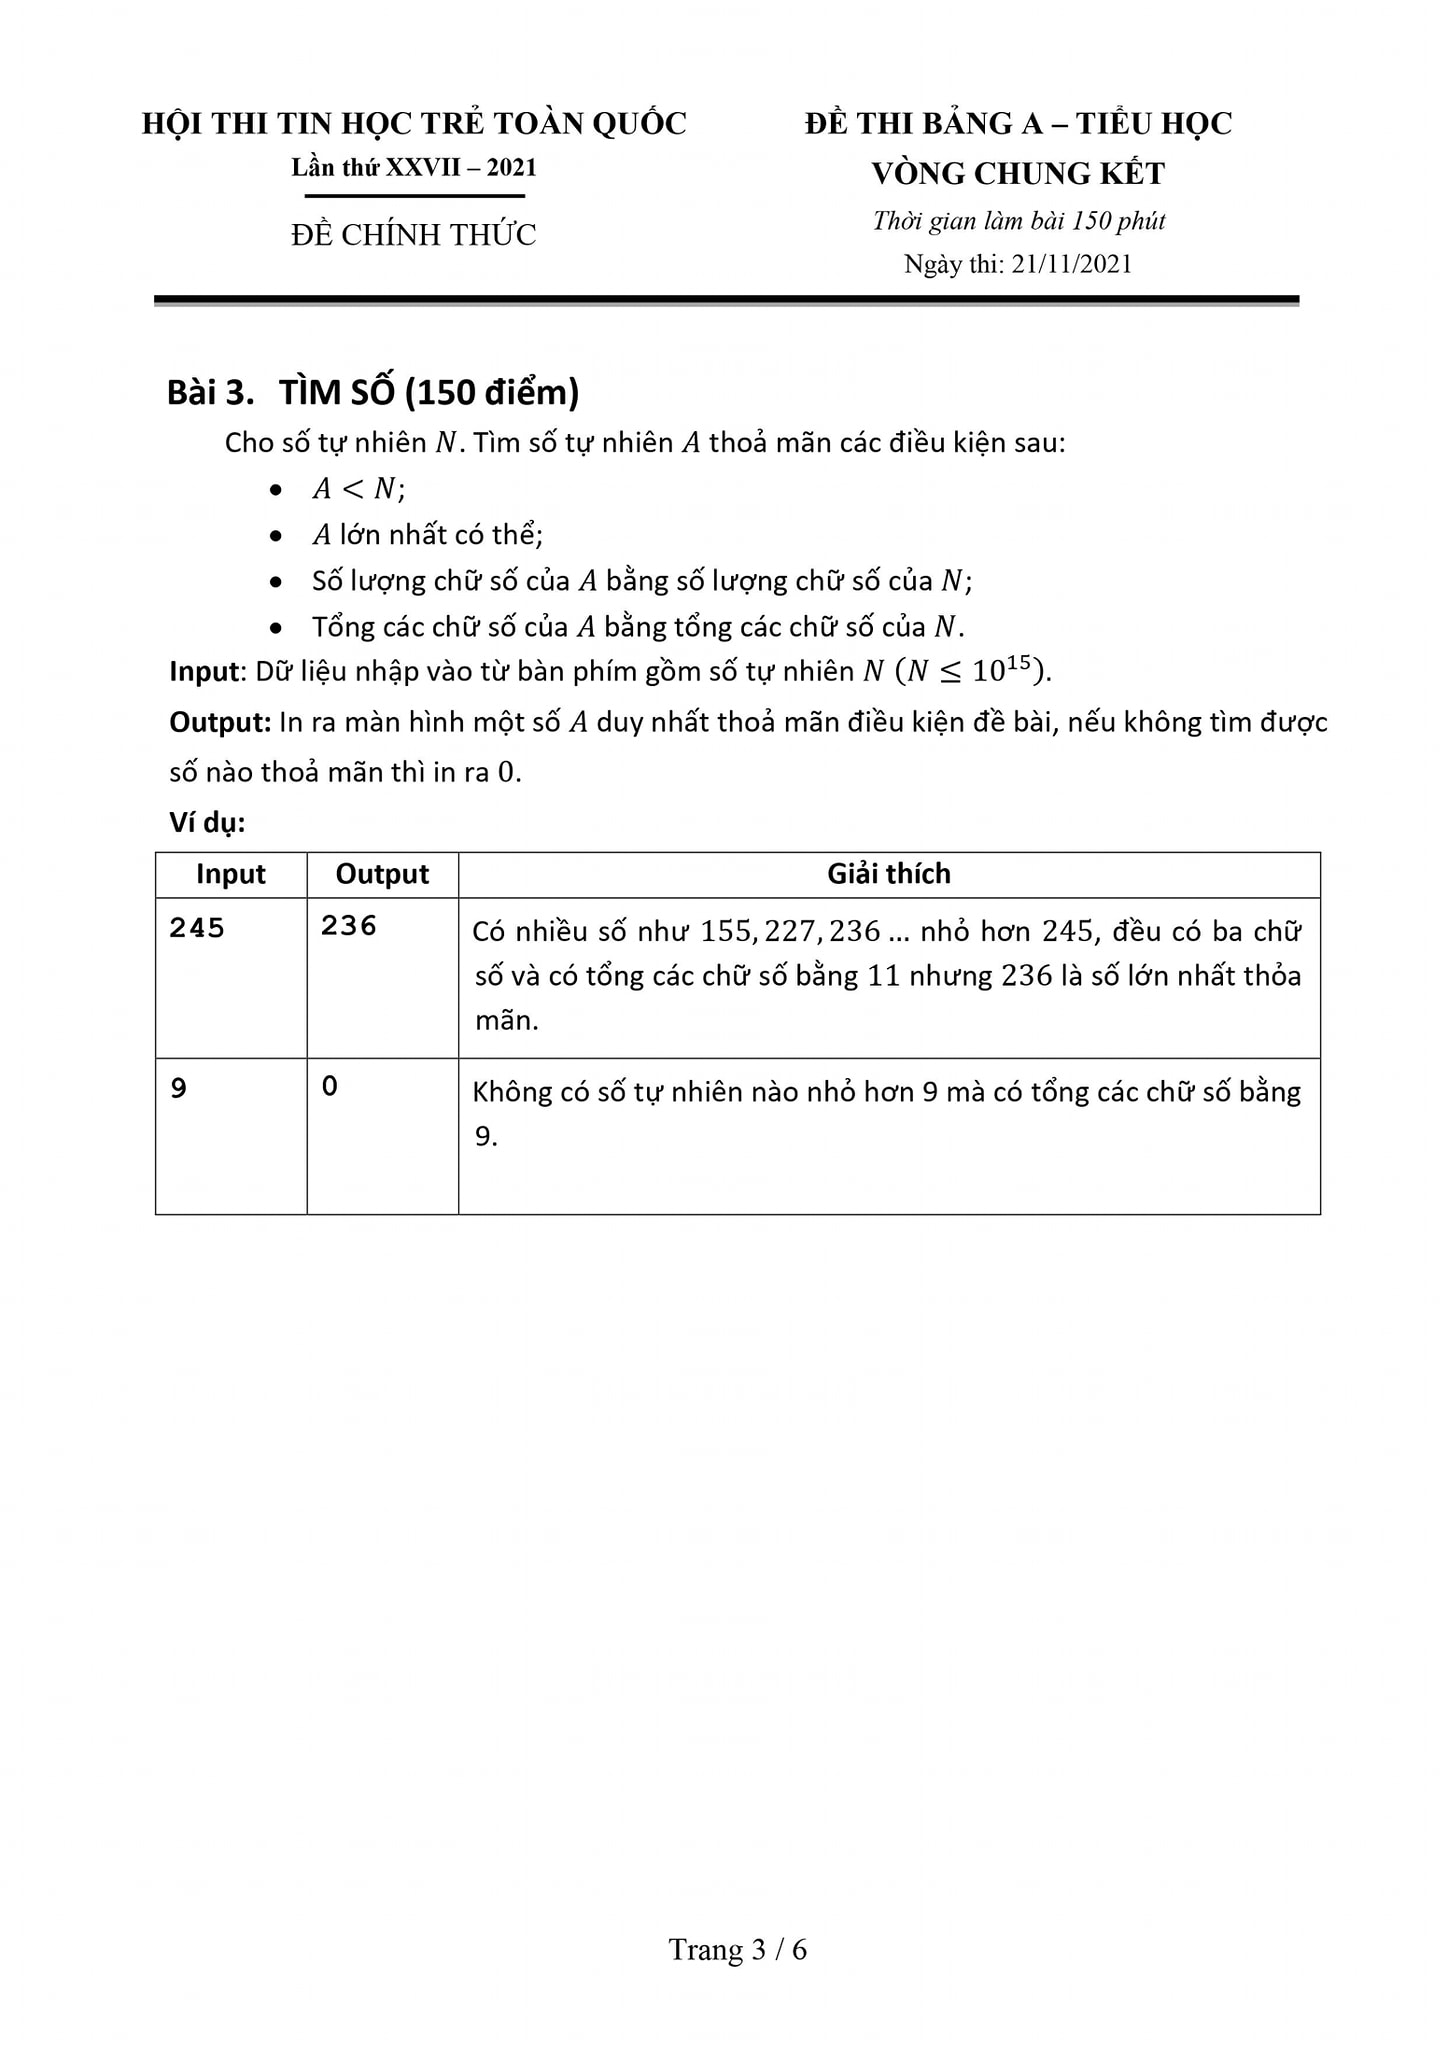 HỘI THI TIN HỌC TRẺ TOÀN QUỐC
Lần thứ XXVII – 2021
ĐỀ CHÍNH THỨC
ĐỀ THI BẢNG A – TIỂU HỌC
VÒNG CHUNG KẾT
Thời gian làm bài 150 phút
Ngày thi: 21/11/2021
Bài 3. TÌM SỐ (150 điểm)
Cho số tự nhiên N. Tìm số tự nhiên A thoả mãn các điều kiện sau:
• A < N;
• A lớn nhất có thể;
• Số lượng chữ số của A bằng số lượng chữ số của N;
• Tổng các chữ số của A bằng tổng các chữ số của N.
Input: Dữ liệu nhập vào từ bàn phím gồm số tự nhiên N (N ≤ 10¹⁵).
Output: In ra màn hình một số A duy nhất thoả mãn điều kiện đề bài, nếu không tìm được
số nào thoả mãn thì in ra 0.
Ví dụ:
Input Output Giải thích
245 236 Có nhiều số như 155, 227, 236 ... nhỏ hơn 245, đều có ba chữ
số và có tổng các chữ số bằng 11 nhưng 236 là số lớn nhất thỏa
mãn.
9 0 Không có số tự nhiên nào nhỏ hơn 9 mà có tổng các chữ số bằng
9.
Trang 3 / 6